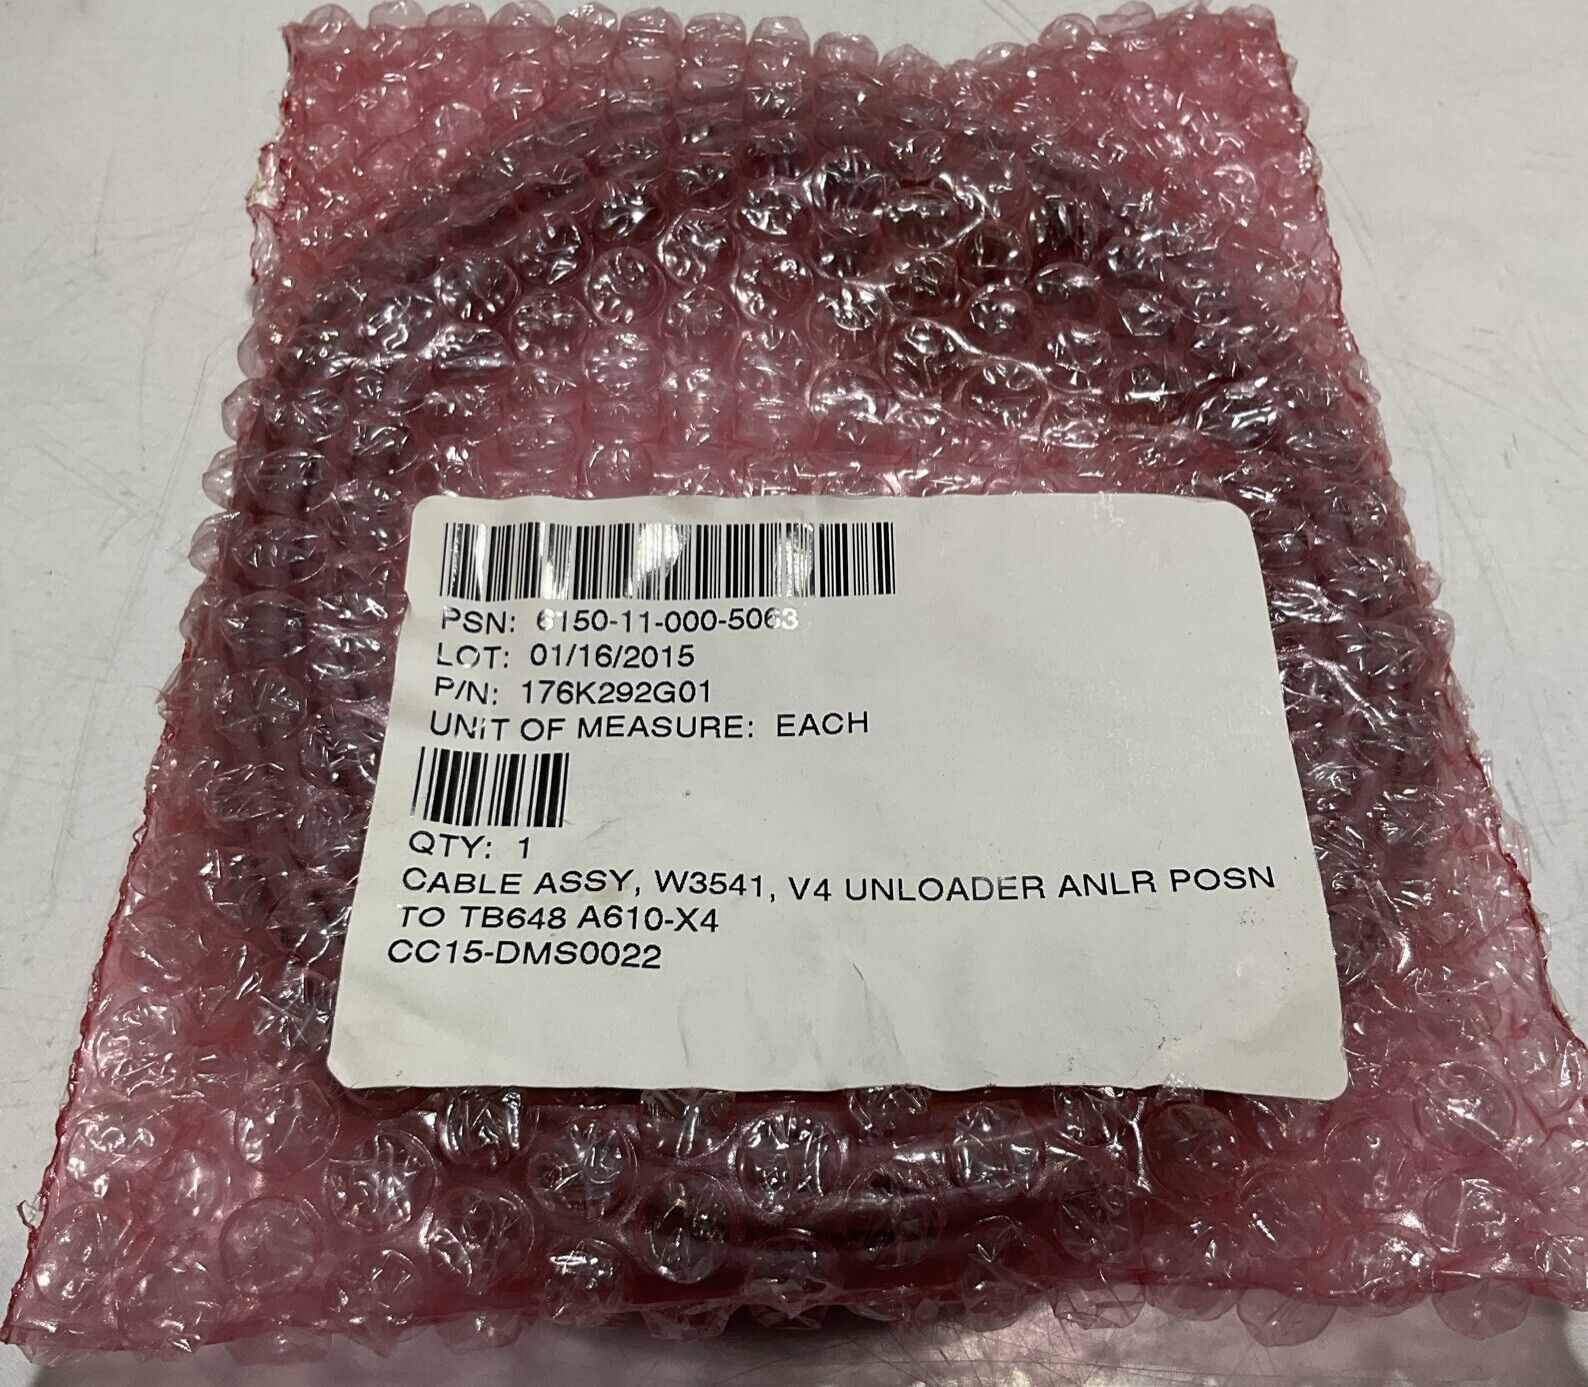 PSN: 6150-11-000-5063
LOT: 01/16/2015
P/N: 176K292G01
UNIT OF MEASURE: EACH
QTY: 1
CABLE ASSY, W3541, V4 UNLOADER ANLR POSN
TO TB648 A610-X4
CC15-DMS0022